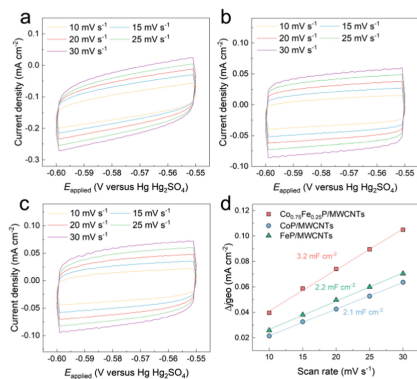 a
10 mV s⁻¹ 15 mV s⁻¹
20 mV s⁻¹ 25 mV s⁻¹
30 mV s⁻¹
Current density (mA cm⁻²)
0.1
0.0
-0.1
-0.2
-0.3
-0.60 -0.59 -0.58 -0.57 -0.56 -0.55
Eapplied (V versus Hg Hg₂SO₄)
b
10 mV s⁻¹ 15 mV s⁻¹
20 mV s⁻¹ 25 mV s⁻¹
30 mV s⁻¹
Current density (mA cm⁻²)
0.10
0.05
0.00
-0.05
-0.10
-0.60 -0.59 -0.58 -0.57 -0.56 -0.55
Eapplied (V versus Hg Hg₂SO₄)
c
10 mV s⁻¹ 15 mV s⁻¹
20 mV s⁻¹ 25 mV s⁻¹
30 mV s⁻¹
Current density (mA cm⁻²)
0.10
0.05
0.00
-0.05
-0.10
-0.60 -0.59 -0.58 -0.57 -0.56 -0.55
Eapplied (V versus Hg Hg₂SO₄)
d
Co₀.₇₅Fe₀.₂₅P/MWCNTs
CoP/MWCNTs
FeP/MWCNTs
3.2 mF cm⁻²
2.2 mF cm⁻²
2.1 mF cm⁻²
(mA cm⁻²)
0.12
0.10
0.08
0.06
0.04
0.02
10 15 20 25 30
Scan rate (mV s⁻¹)